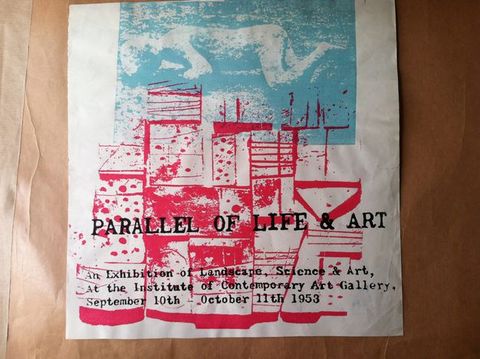 PARALLEL OF LIFE & ART
An Exhibition of Landscape, Science & Art,
At the Institute of Contemporary Art Gallery,
September 10th October 11th 1953